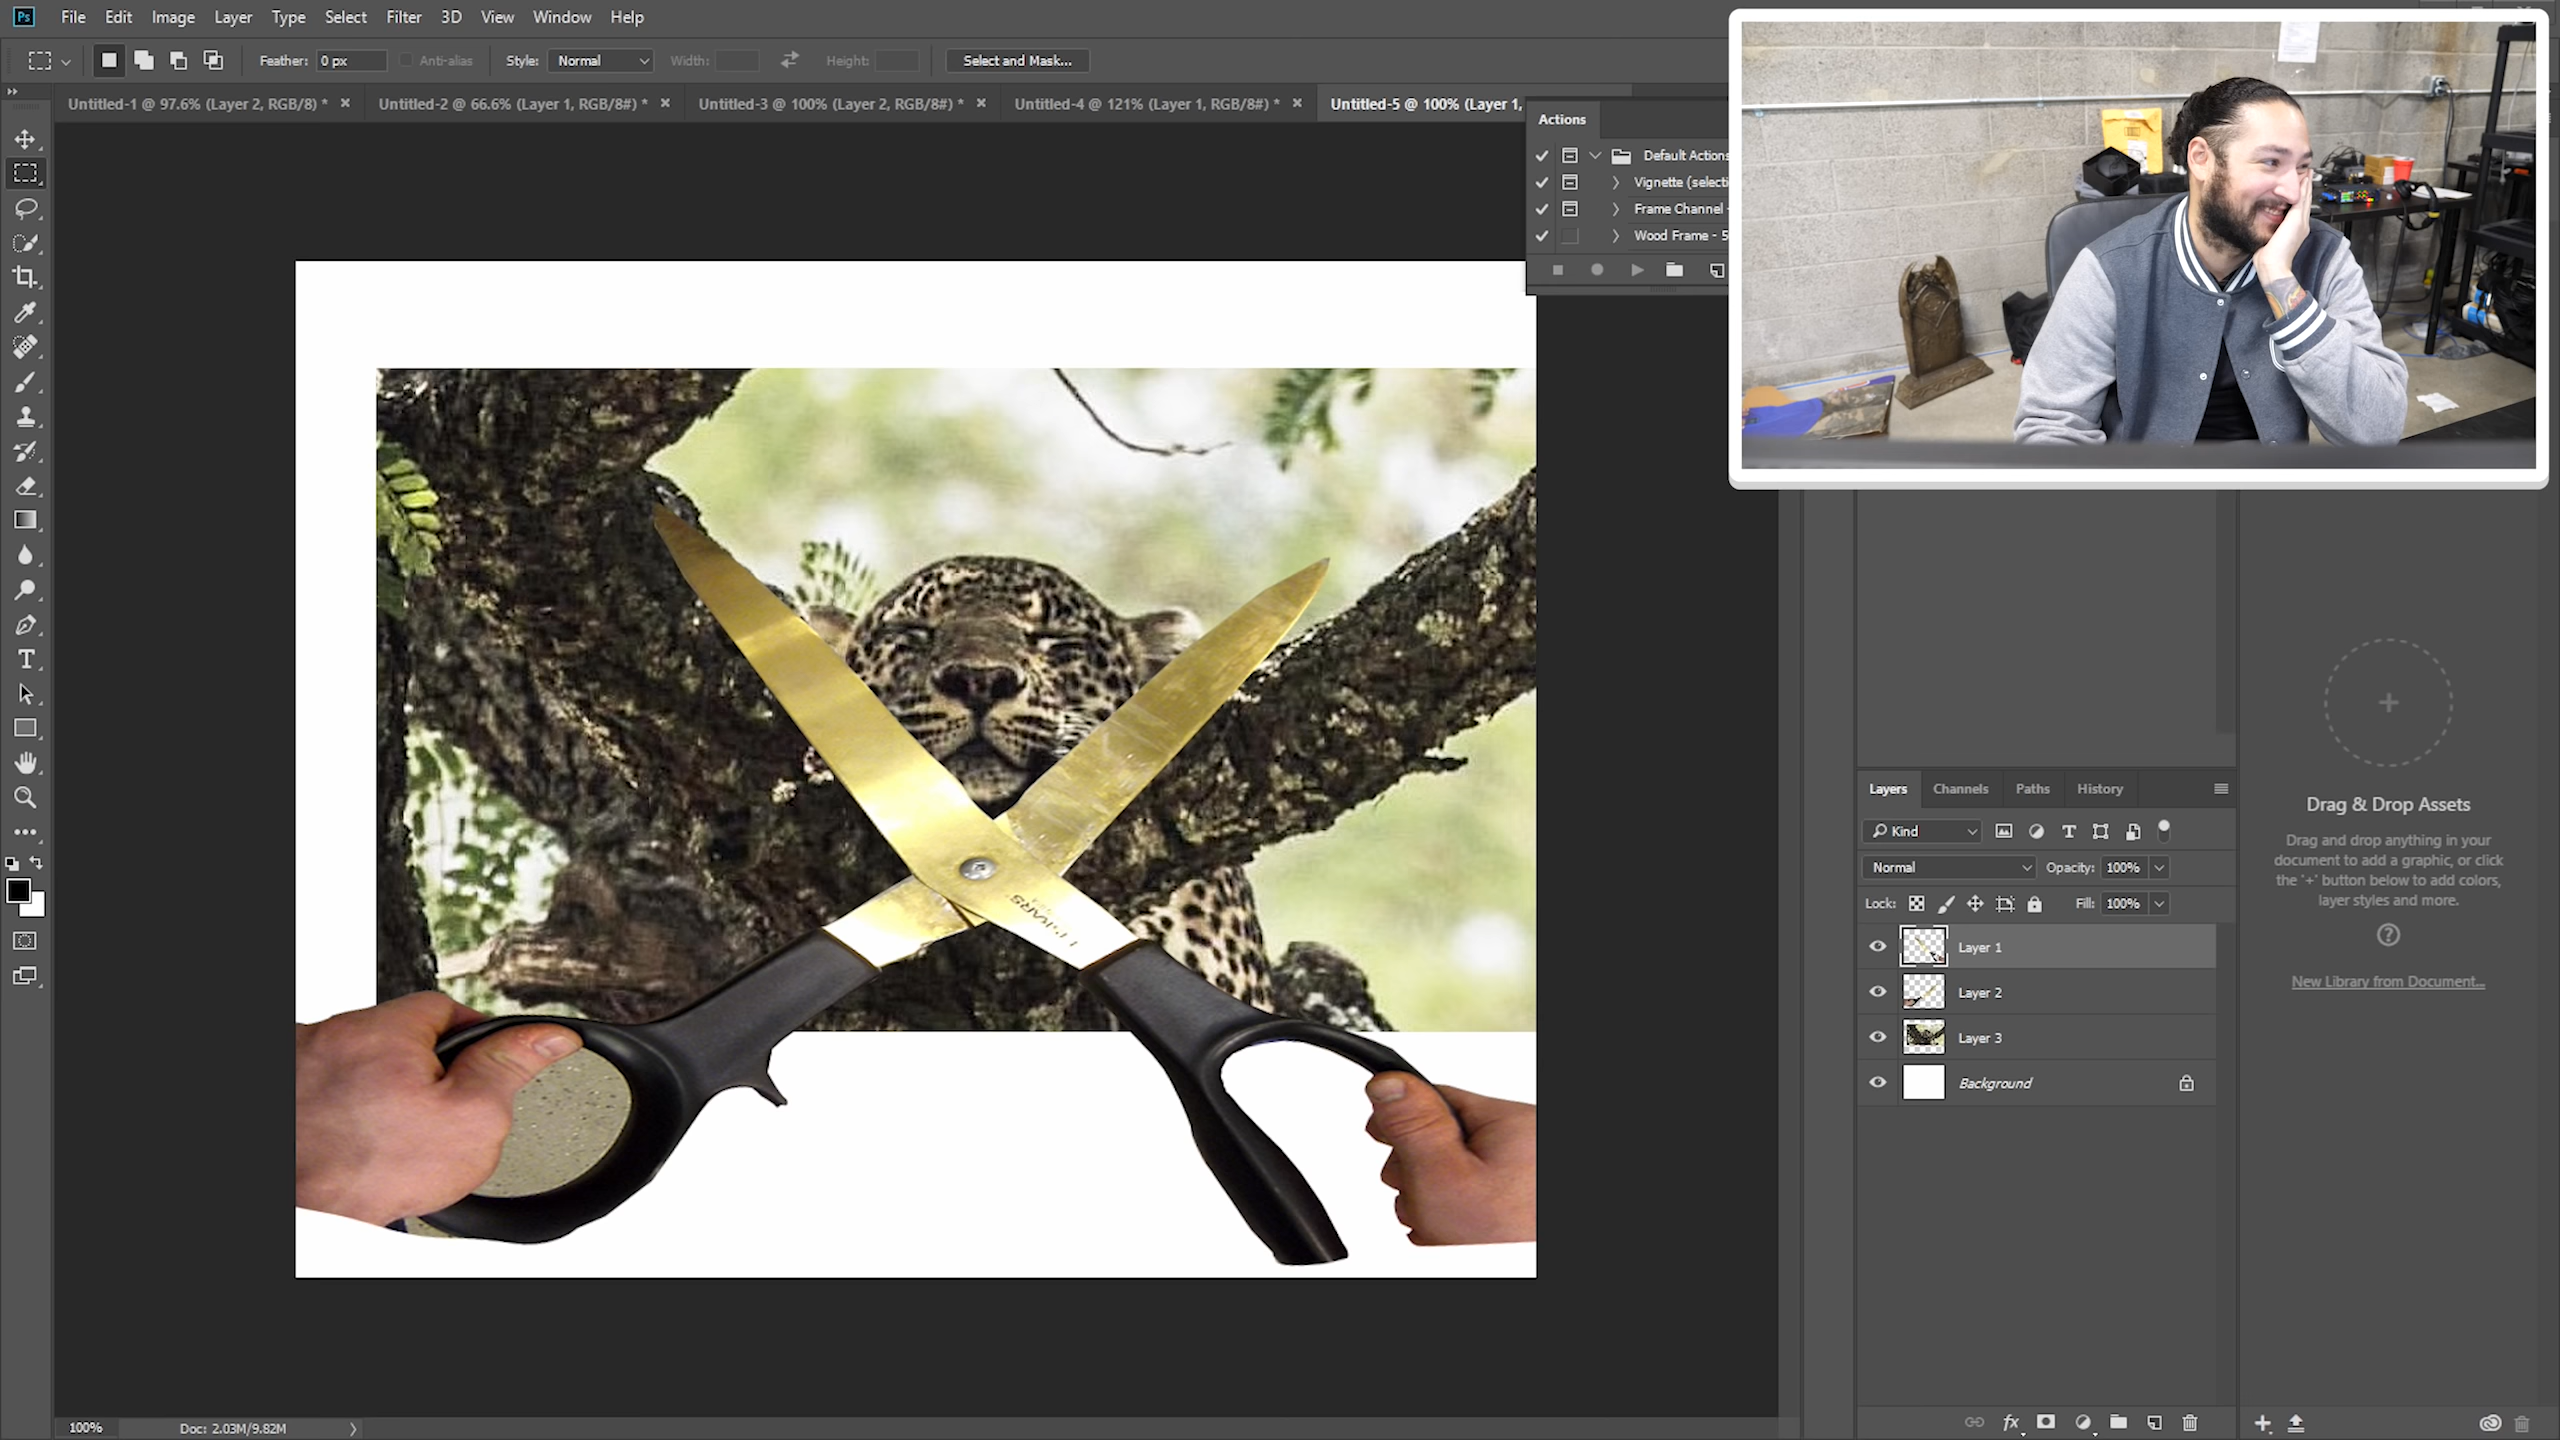 Ps File Edit Image Layer Type Select Filter 3D View Window Help
Feather: 0 px Anti-alias Style: Normal Width: Height: Select and Mask...
Untitled-1 @ 97.6% (Layer 2, RGB/8) * Untitled-2 @ 66.6% (Layer 1, RGB/8#) * Untitled-3 @ 100% (Layer 2, RGB/8#) * Untitled-4 @ 121% (Layer 1, RGB/8#) * Untitled-5 @ 100% (Layer 1,
Actions
Default Actions
Vignette (selecti
Frame Channel -
Wood Frame - 5
Layers Channels Paths History
Kind
Normal Opacity: 100%
Lock: Fill: 100%
Layer 1
Layer 2
Layer 3
Background
Drag & Drop Assets
Drag and drop anything in your
document to add a graphic, or click
the '+' button below to add colors,
layer styles and more.
New Library from Document...
100% Doc: 2.03M/9.82M